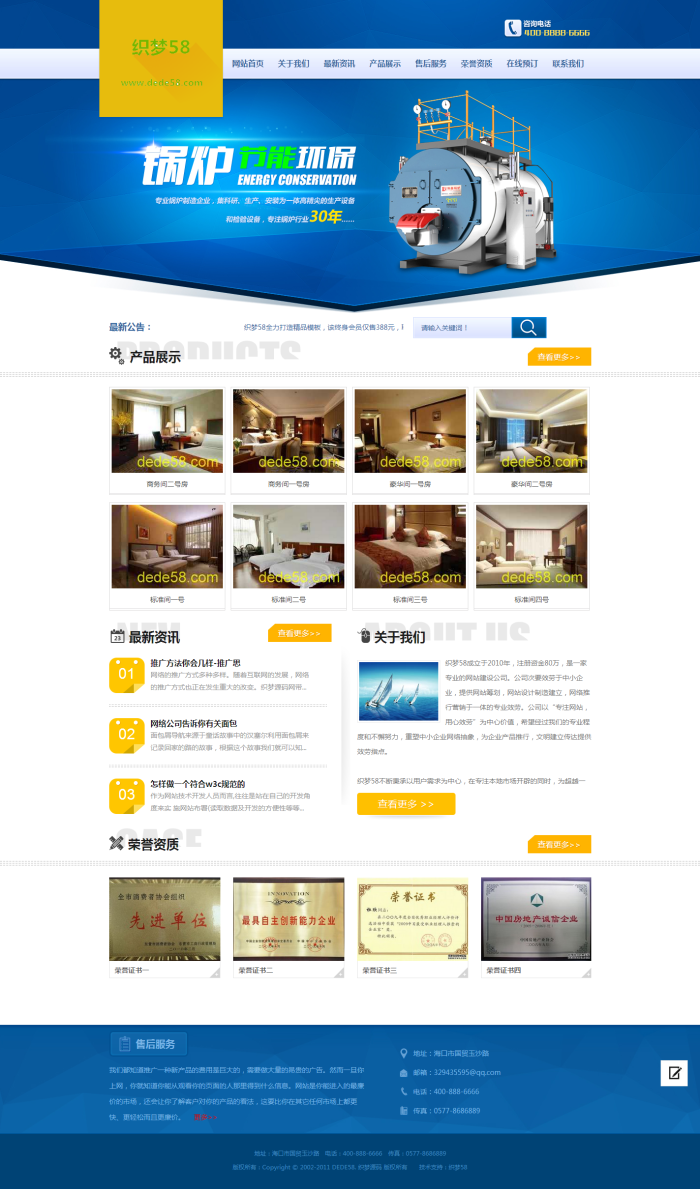 织梦58
www.dede58.com
咨询电话
400-8888-6666
网站首页 关于我们 最新资讯 产品展示 售后服务 荣誉资质 在线预订 联系我们
锅炉 节能环保
ENERGY CONSERVATION
专业锅炉制造企业，集科研、生产、安装为一体高精尖的生产设备
和检验设备，专注锅炉行业30年......
最新公告：
织梦58全力打造精品模板，该终身会员仅售388元，
请输入关键词！
PRODUCTS
产品展示
查看更多>>
dede58.com
dede58.com
dede58.com
dede58.com
商务间二号房
商务间一号房
豪华间一号房
豪华间二号房
dede58.com
dede58.com
dede58.com
dede58.com
标准间一号
标准间二号
标准间三号
标准间四号
最新资讯
查看更多>>
01
推广方法你会几样-推广思
网络的推广方式多种多样。随着互联网的发展，网络
的推广方式也正在发生重大的改变。织梦源码网带...
02
网络公司告诉你有关面包
面包屑导航来源于童话故事中的汉塞尔利用面包屑来
记录回家的路的故事，根据这个故事我们就可以知...
03
怎样做一个符合w3c规范的
作为网站技术开发人员而言,往往是站在自己的开发角
度来实 施网站布署(读取数据及开发的方便性等等...
ABOUT US
关于我们
织梦58成立于2010年，注册资金80万，是一家
专业的网站建设公司。公司次要效劳于中小企
业，提供网站筹划，网站设计制造建立，网络推
行营销于一体的专业效劳。公司以“专注网站，
用心效劳”为中心价值，希望经过我们的专业程
度和不懈努力，重塑中小企业网络抽象，为企业产品推行，文明建立传达提供
效劳指点。
织梦58不断秉承以用户需求为中心，在专注本地市场开辟的同时，为超越一
查看更多 >>
CASE
荣誉资质
查看更多>>
全市消费者协会组织
先进单位
INNOVATION
最具自主创新能力企业
荣誉证书
中国房地产诚信企业
荣誉证书一
荣誉证书二
荣誉证书三
荣誉证书四
售后服务
我们都知道推广一种新产品的费用是巨大的，需要做大量的昂贵的广告。然而一旦你
上网，你就知道你能从观看你的页面的人那里得到什么信息。网站是你能进入的最廉
价的市场，还会让你了解客户对你的产品的看法，这要比你在其它任何市场上都更
快、更轻松而且更廉价。
地址：海口市国贸玉沙路
邮箱：329435595@qq.com
电话：400-888-6666
传真：0577-8686889
地址：海口市国贸玉沙路 电话：400-888-6666 传真：0577-8686889
版权所有：Copyright © 2002-2011 DEDE58. 织梦源码 版权所有 技术支持：织梦58